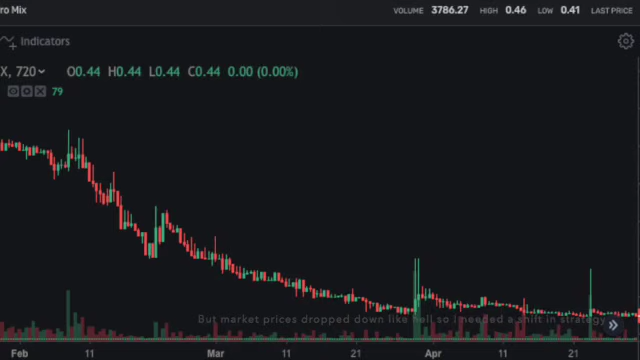 ro Mix
VOLUME 3786.27 HIGH 0.46 LOW 0.41 LAST PRICE
Indicators
X, 720 O0.44 H0.44 L0.44 C0.44 0.00 (0.00%)
79
But market prices dropped down like hell so I needed a shift in strategy
Feb 11 Mar 11 21 Apr 11 21